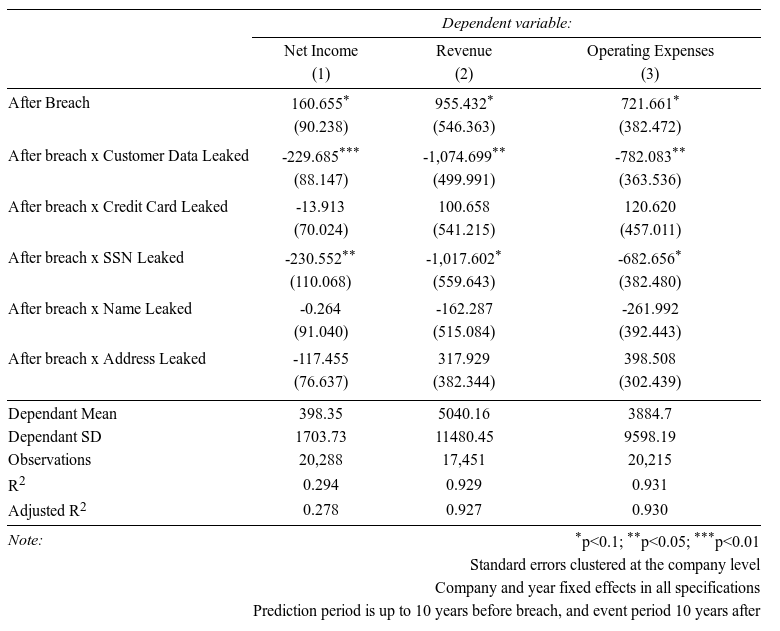 Dependent variable:
Net Income Revenue Operating Expenses
(1) (2) (3)
After Breach 160.655* 955.432* 721.661*
(90.238) (546.363) (382.472)
After breach x Customer Data Leaked -229.685*** -1,074.699** -782.083**
(88.147) (499.991) (363.536)
After breach x Credit Card Leaked -13.913 100.658 120.620
(70.024) (541.215) (457.011)
After breach x SSN Leaked -230.552** -1,017.602* -682.656*
(110.068) (559.643) (382.480)
After breach x Name Leaked -0.264 -162.287 -261.992
(91.040) (515.084) (392.443)
After breach x Address Leaked -117.455 317.929 398.508
(76.637) (382.344) (302.439)
Dependant Mean 398.35 5040.16 3884.7
Dependant SD 1703.73 11480.45 9598.19
Observations 20,288 17,451 20,215
R2 0.294 0.929 0.931
Adjusted R2 0.278 0.927 0.930
Note: *p<0.1; **p<0.05; ***p<0.01
Standard errors clustered at the company level
Company and year fixed effects in all specifications
Prediction period is up to 10 years before breach, and event period 10 years after